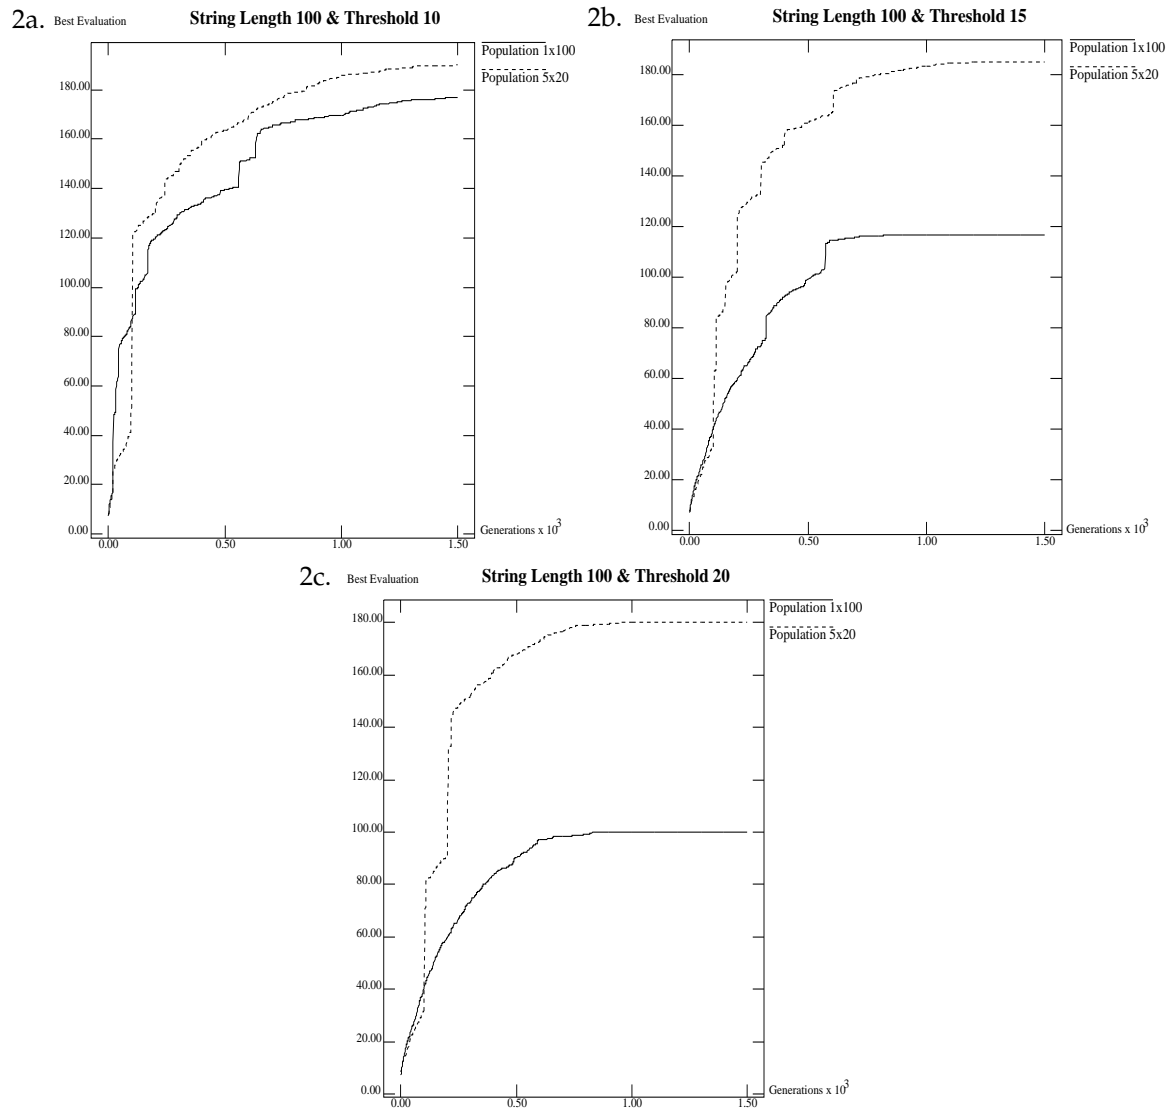 2a. Best Evaluation String Length 100 & Threshold 10
Population 1x100
Population 5x20
180.00
160.00
140.00
120.00
100.00
80.00
60.00
40.00
20.00
0.00
Generations x 10^3
0.00 0.50 1.00 1.50
2b. Best Evaluation String Length 100 & Threshold 15
Population 1x100
Population 5x20
180.00
160.00
140.00
120.00
100.00
80.00
60.00
40.00
20.00
0.00
Generations x 10^3
0.00 0.50 1.00 1.50
2c. Best Evaluation String Length 100 & Threshold 20
Population 1x100
Population 5x20
180.00
160.00
140.00
120.00
100.00
80.00
60.00
40.00
20.00
0.00
Generations x 10^3
0.00 0.50 1.00 1.50